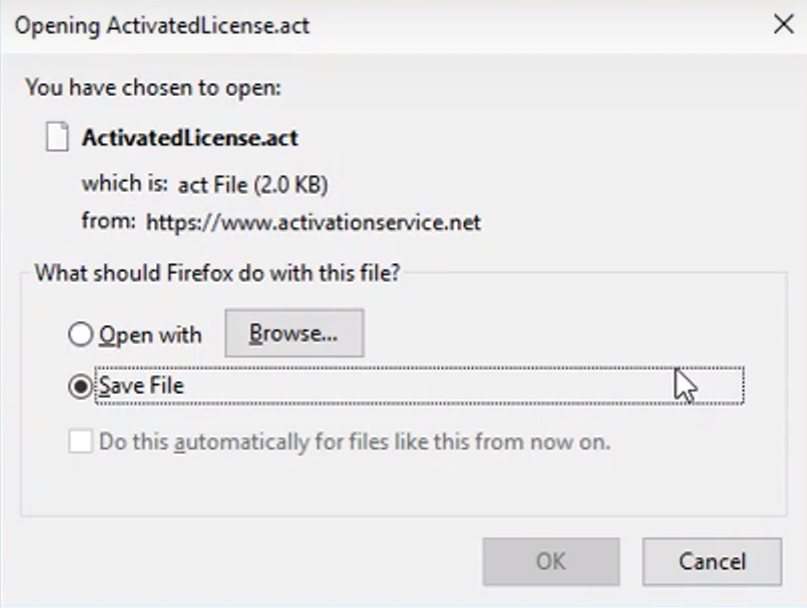 Opening ActivatedLicense.act
You have chosen to open:
ActivatedLicense.act
which is: act File (2.0 KB)
from: https://www.activationservice.net
What should Firefox do with this file?
Open with
Browse...
Save File
Do this automatically for files like this from now on.
OK
Cancel